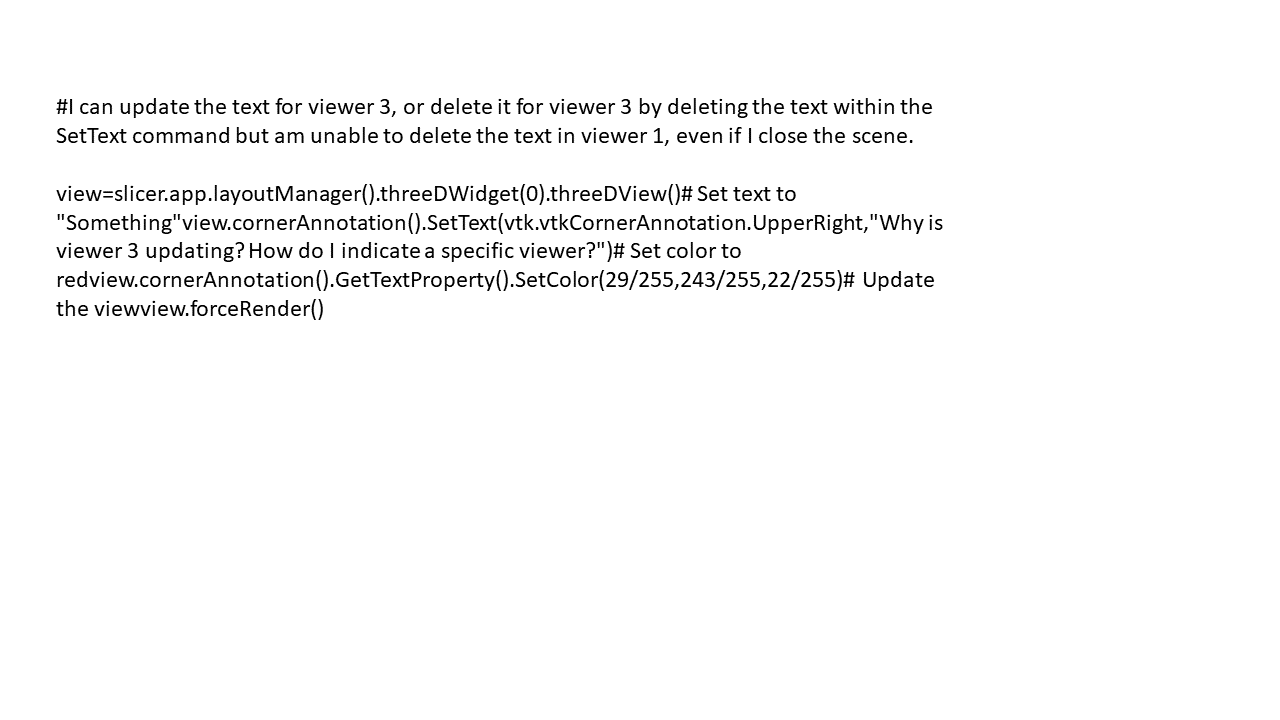 #I can update the text for viewer 3, or delete it for viewer 3 by deleting the text within the
SetText command but am unable to delete the text in viewer 1, even if I close the scene.
view=slicer.app.layoutManager().threeDWidget(0).threeDView()# Set text to
"Something"view.cornerAnnotation().SetText(vtk.vtkCornerAnnotation.UpperRight,"Why is
viewer 3 updating? How do I indicate a specific viewer?")# Set color to
redview.cornerAnnotation().GetTextProperty().SetColor(29/255,243/255,22/255)# Update
the viewview.forceRender()